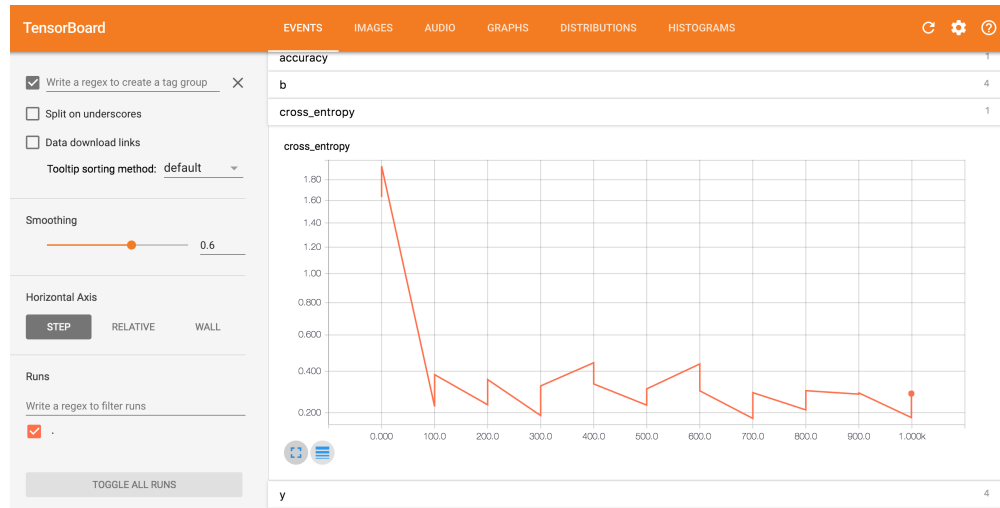 TensorBoard
EVENTS IMAGES AUDIO GRAPHS DISTRIBUTIONS HISTOGRAMS
Write a regex to create a tag group
Split on underscores
Data download links
Tooltip sorting method: default
Smoothing
0.6
Horizontal Axis
STEP RELATIVE WALL
Runs
Write a regex to filter runs
.
TOGGLE ALL RUNS
accuracy 1
b 4
cross_entropy 1
cross_entropy
1.80
1.60
1.40
1.20
1.00
0.800
0.600
0.400
0.200
0.000 100.0 200.0 300.0 400.0 500.0 600.0 700.0 800.0 900.0 1.000k
y 4